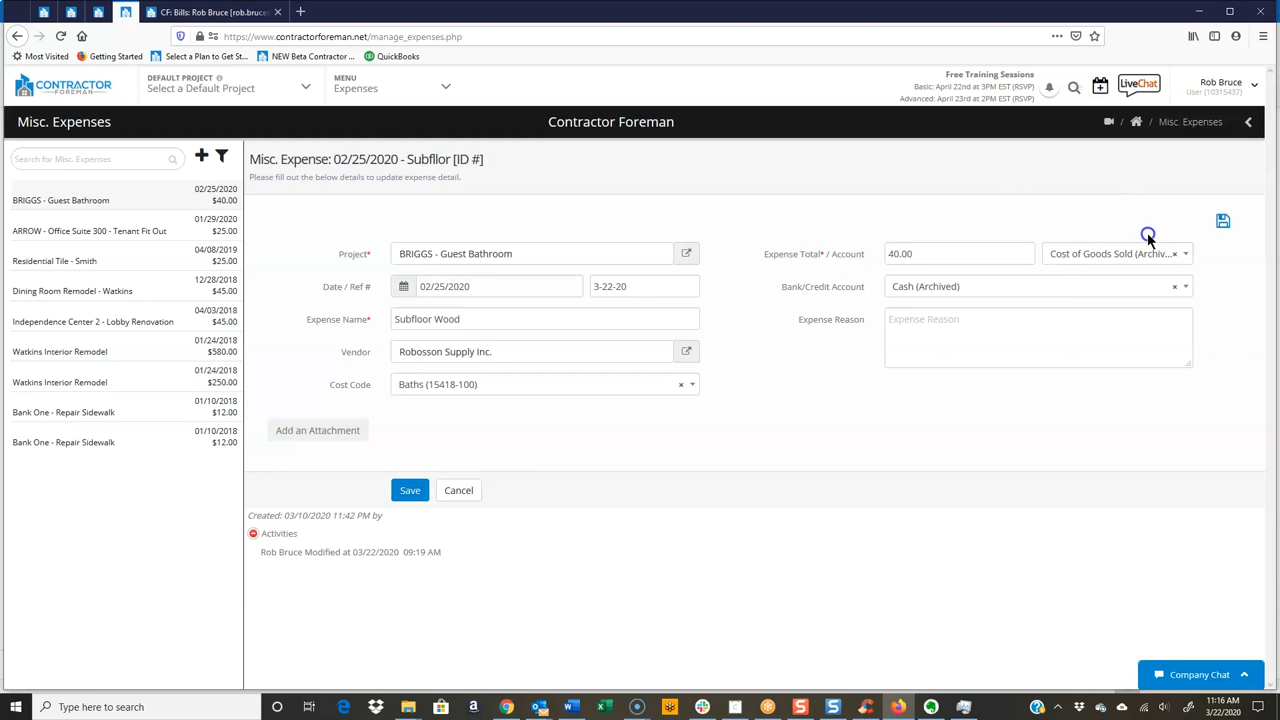 CF: Bills: Rob Bruce [rob.bruce
https://www.contractorforeman.net/manage_expenses.php
Most Visited
Getting Started
Select a Plan to Get St...
NEW Beta Contractor ...
QuickBooks
CONTRACTOR
FOREMAN
DEFAULT PROJECT
Select a Default Project
MENU
Expenses
Free Training Sessions
Basic: April 22nd at 3PM EST (RSVP)
Advanced: April 23rd at 2PM EST (RSVP)
LiveChat
Rob Bruce
User (10315437)
Misc. Expenses
Contractor Foreman
/ Misc. Expenses
Search for Misc. Expenses
02/25/2020
BRIGGS - Guest Bathroom $40.00
01/29/2020
ARROW - Office Suite 300 - Tenant Fit Out $25.00
04/08/2019
Residential Tile - Smith $25.00
12/28/2018
Dining Room Remodel - Watkins $45.00
04/03/2018
Independence Center 2 - Lobby Renovation $45.00
01/24/2018
Watkins Interior Remodel $580.00
01/24/2018
Watkins Interior Remodel $250.00
01/10/2018
Bank One - Repair Sidewalk $12.00
01/10/2018
Bank One - Repair Sidewalk $12.00
Misc. Expense: 02/25/2020 - Subfllor [ID #]
Please fill out the below details to update expense detail.
Project* BRIGGS - Guest Bathroom
Date / Ref # 02/25/2020 3-22-20
Expense Name* Subfloor Wood
Vendor Robosson Supply Inc.
Cost Code Baths (15418-100)
Expense Total* / Account 40.00 Cost of Goods Sold (Archiv...
Bank/Credit Account Cash (Archived)
Expense Reason Expense Reason
Add an Attachment
Save Cancel
Created: 03/10/2020 11:42 PM by
Activities
Rob Bruce Modified at 03/22/2020 09:19 AM
Company Chat
Type here to search
11:16 AM
3/22/2020